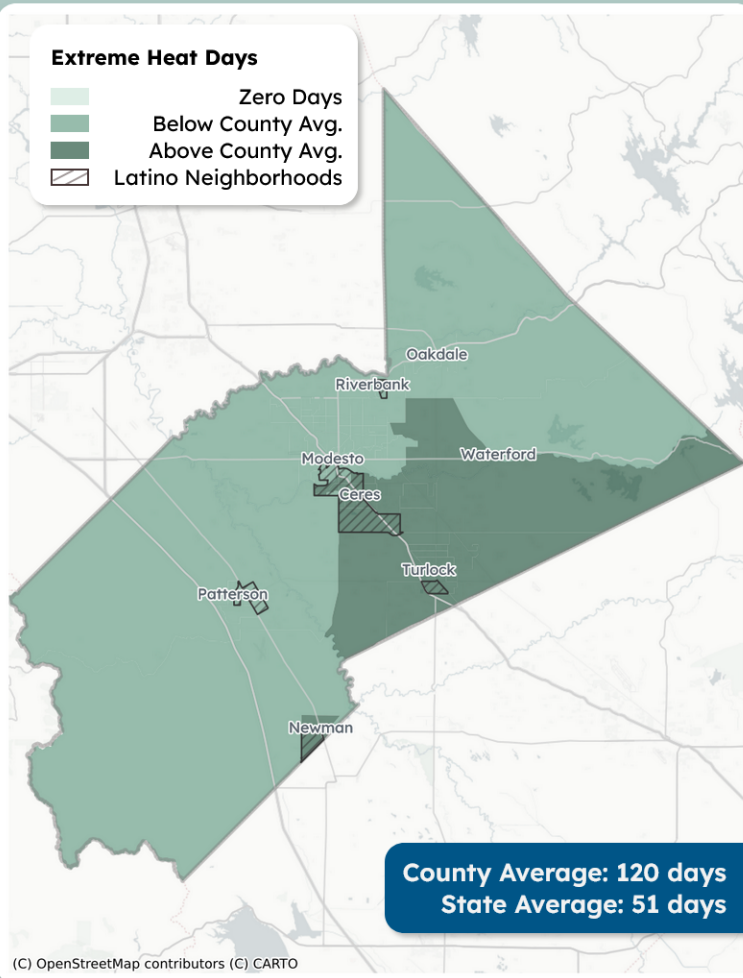 Extreme Heat Days
Zero Days
Below County Avg.
Above County Avg.
Latino Neighborhoods
Oakdale
Riverbank
Modesto
Waterford
Ceres
Turlock
Patterson
Newman
County Average: 120 days
State Average: 51 days
(C) OpenStreetMap contributors (C) CARTO